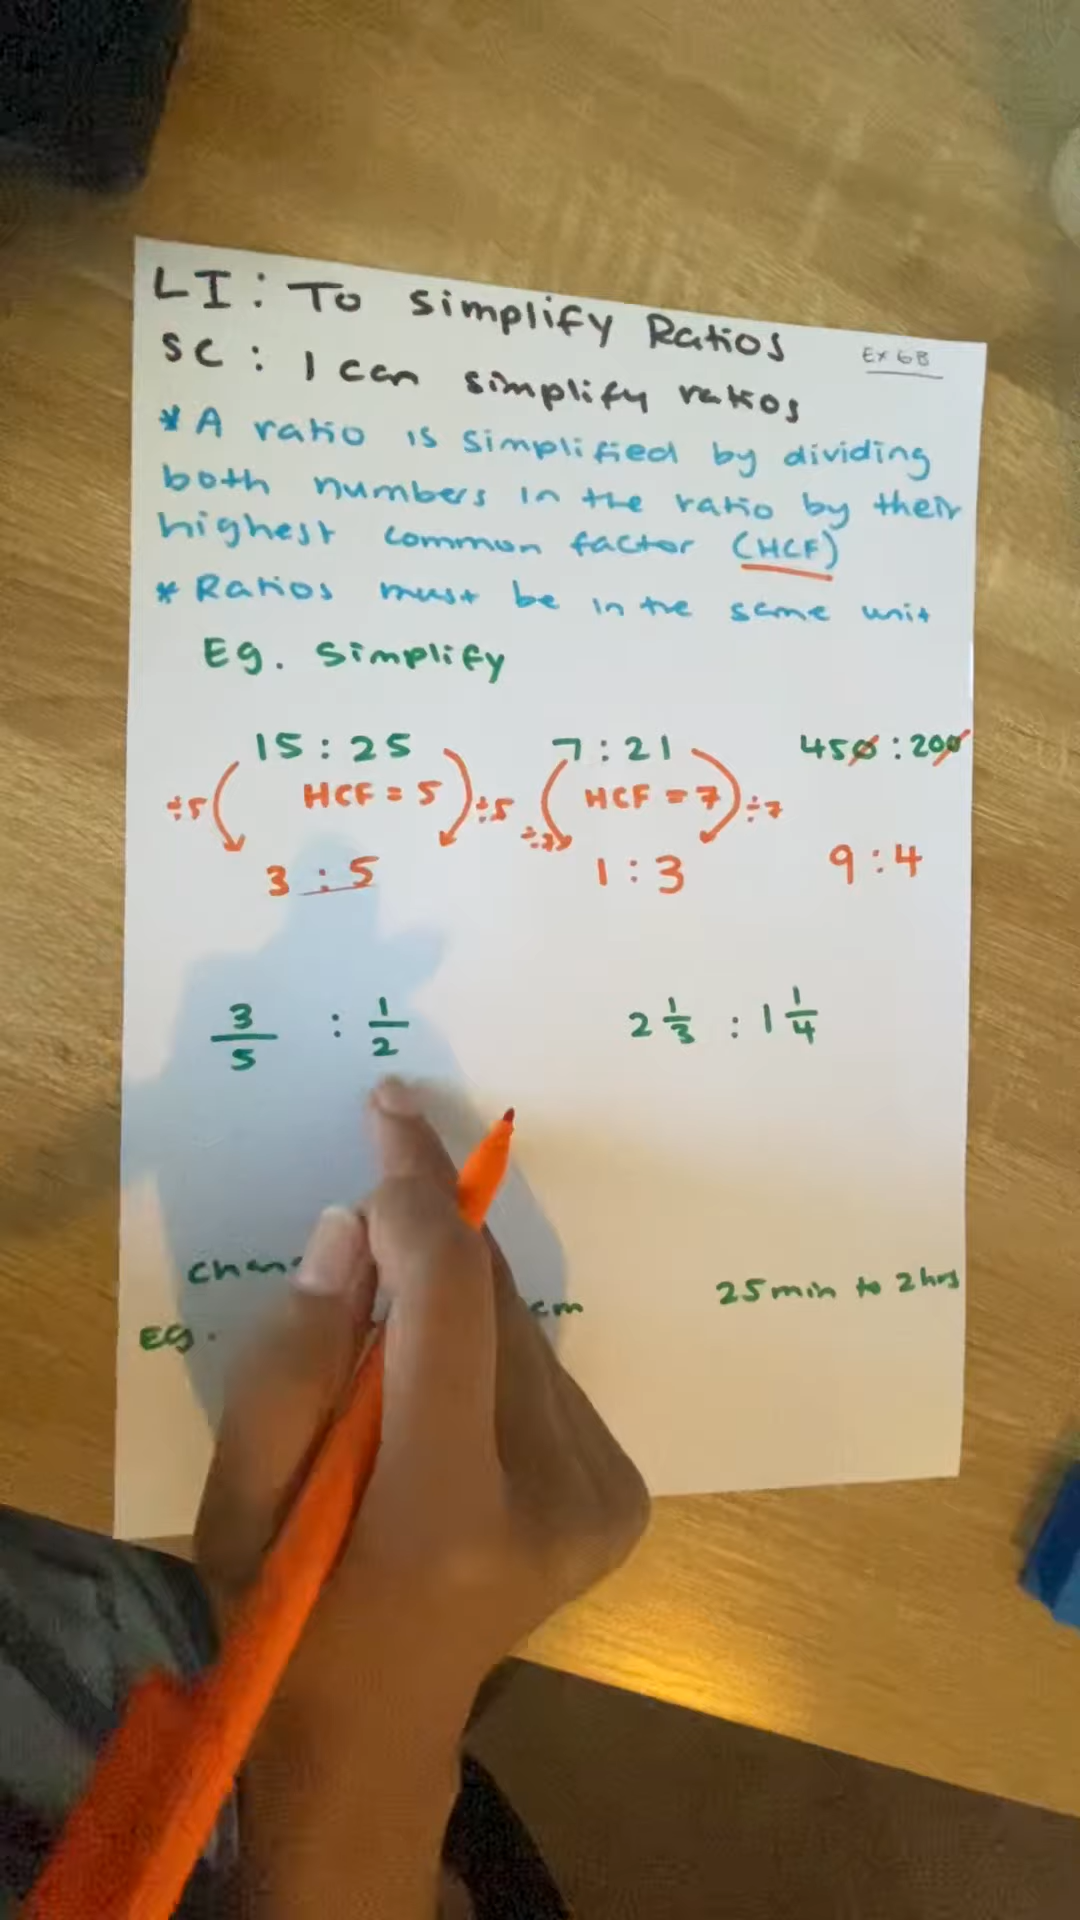 LI: To simplify Ratios
Ex 6B
SC: I can simplify ratios
* A ratio is simplified by dividing
both numbers in the ratio by their
highest common factor (HCF)
* Ratios must be in the same unit
Eg. Simplify
15:25 7:21 450:200
÷5 HCF = 5 ÷5 ÷7 HCF = 7 ÷7
3:5 1:3 9:4
3/5 : 1/2 2 1/3 : 1 1/4
25min to 2hrs
Eg. cm